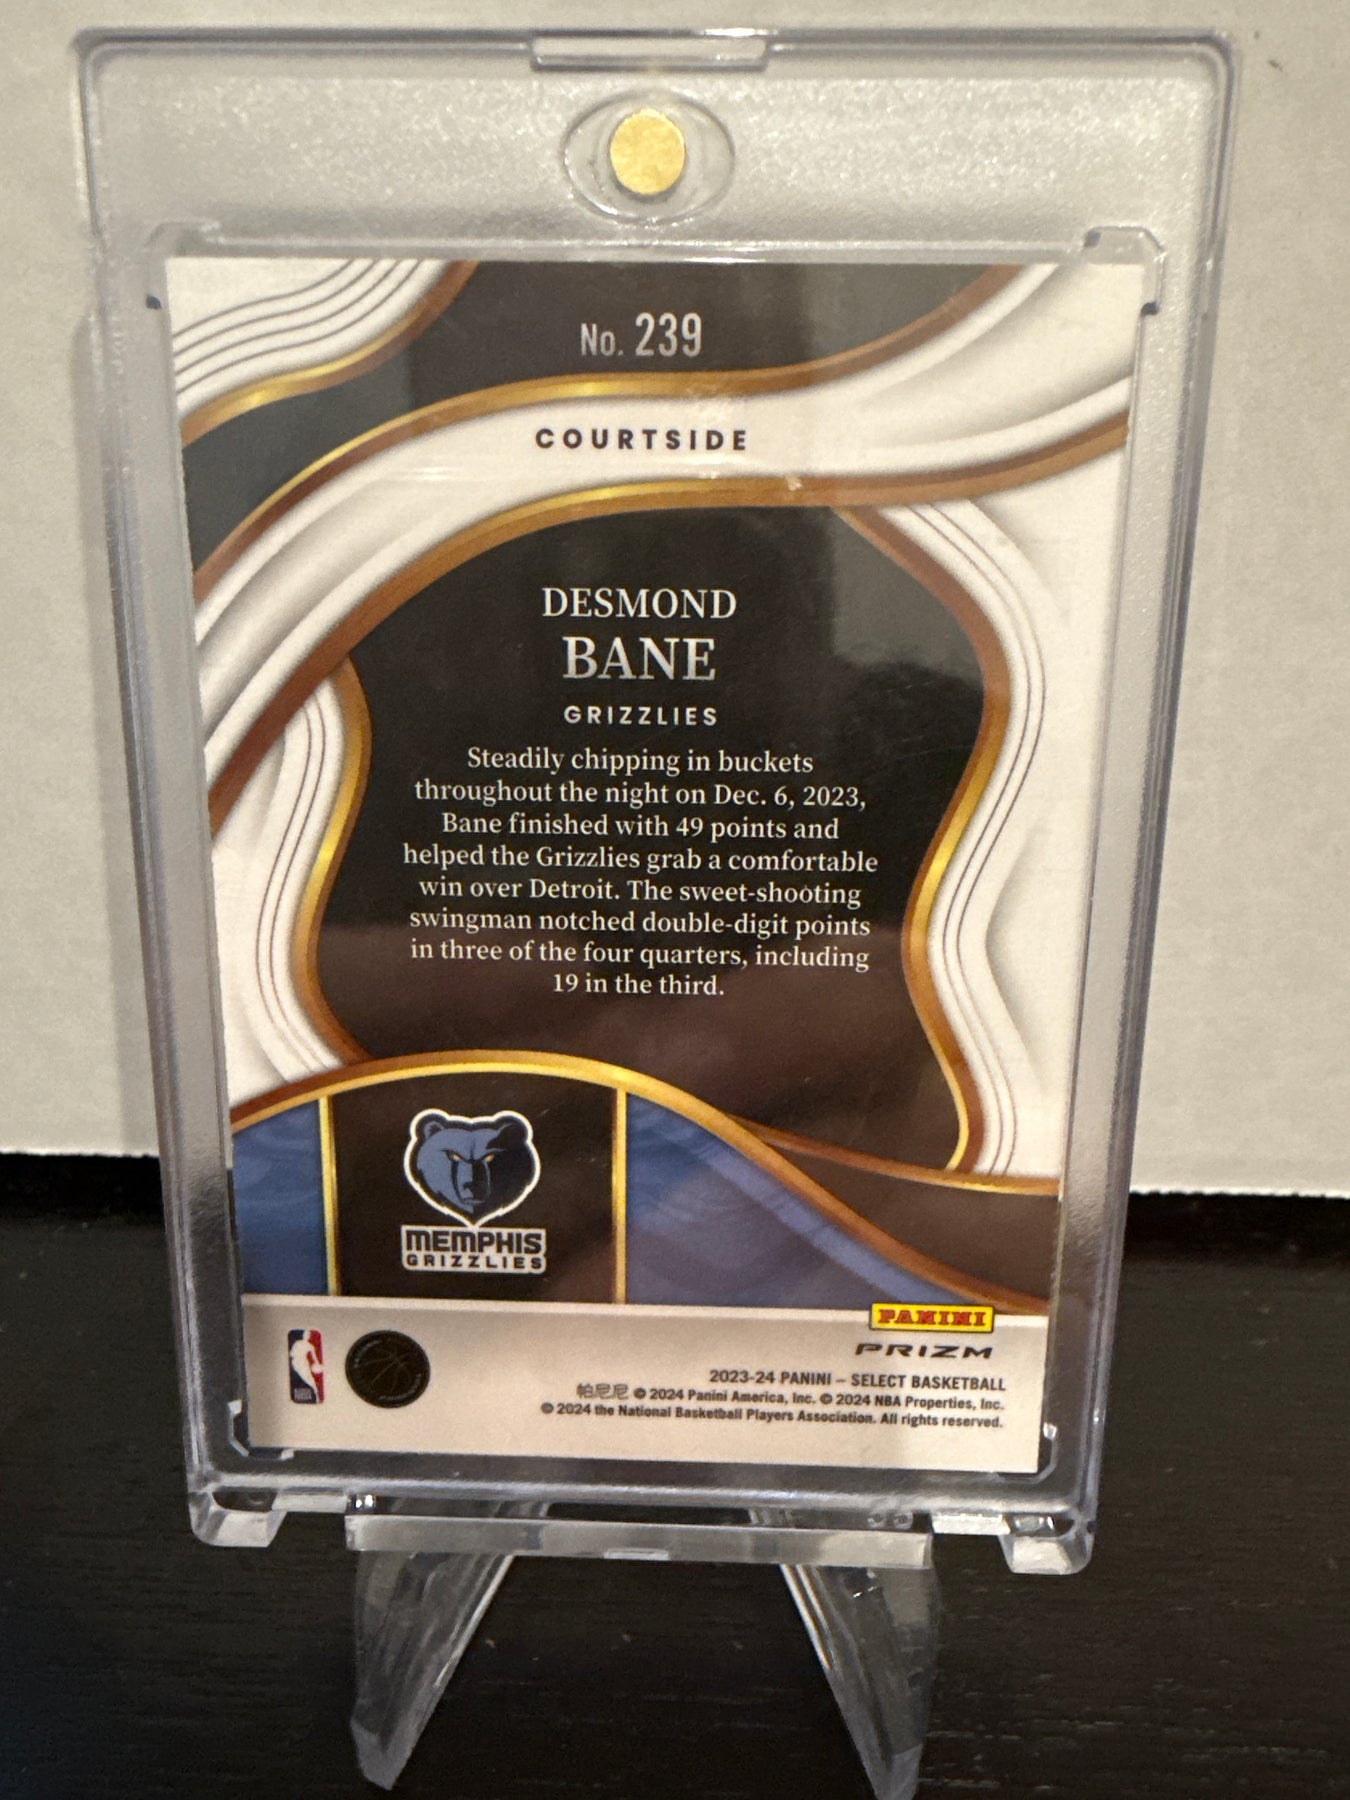 No. 239
COURTSIDE
DESMOND
BANE
GRIZZLIES
Steadily chipping in buckets
throughout the night on Dec. 6, 2023,
Bane finished with 49 points and
helped the Grizzlies grab a comfortable
win over Detroit. The sweet-shooting
swingman notched double-digit points
in three of the four quarters, including
19 in the third.
MEMPHIS
GRIZZLIES
PANINI
PRIZM
NBA
2023-24 PANINI – SELECT BASKETBALL
帕尼尼 © 2024 Panini America, Inc. © 2024 NBA Properties, Inc.
© 2024 the National Basketball Players Association. All rights reserved.